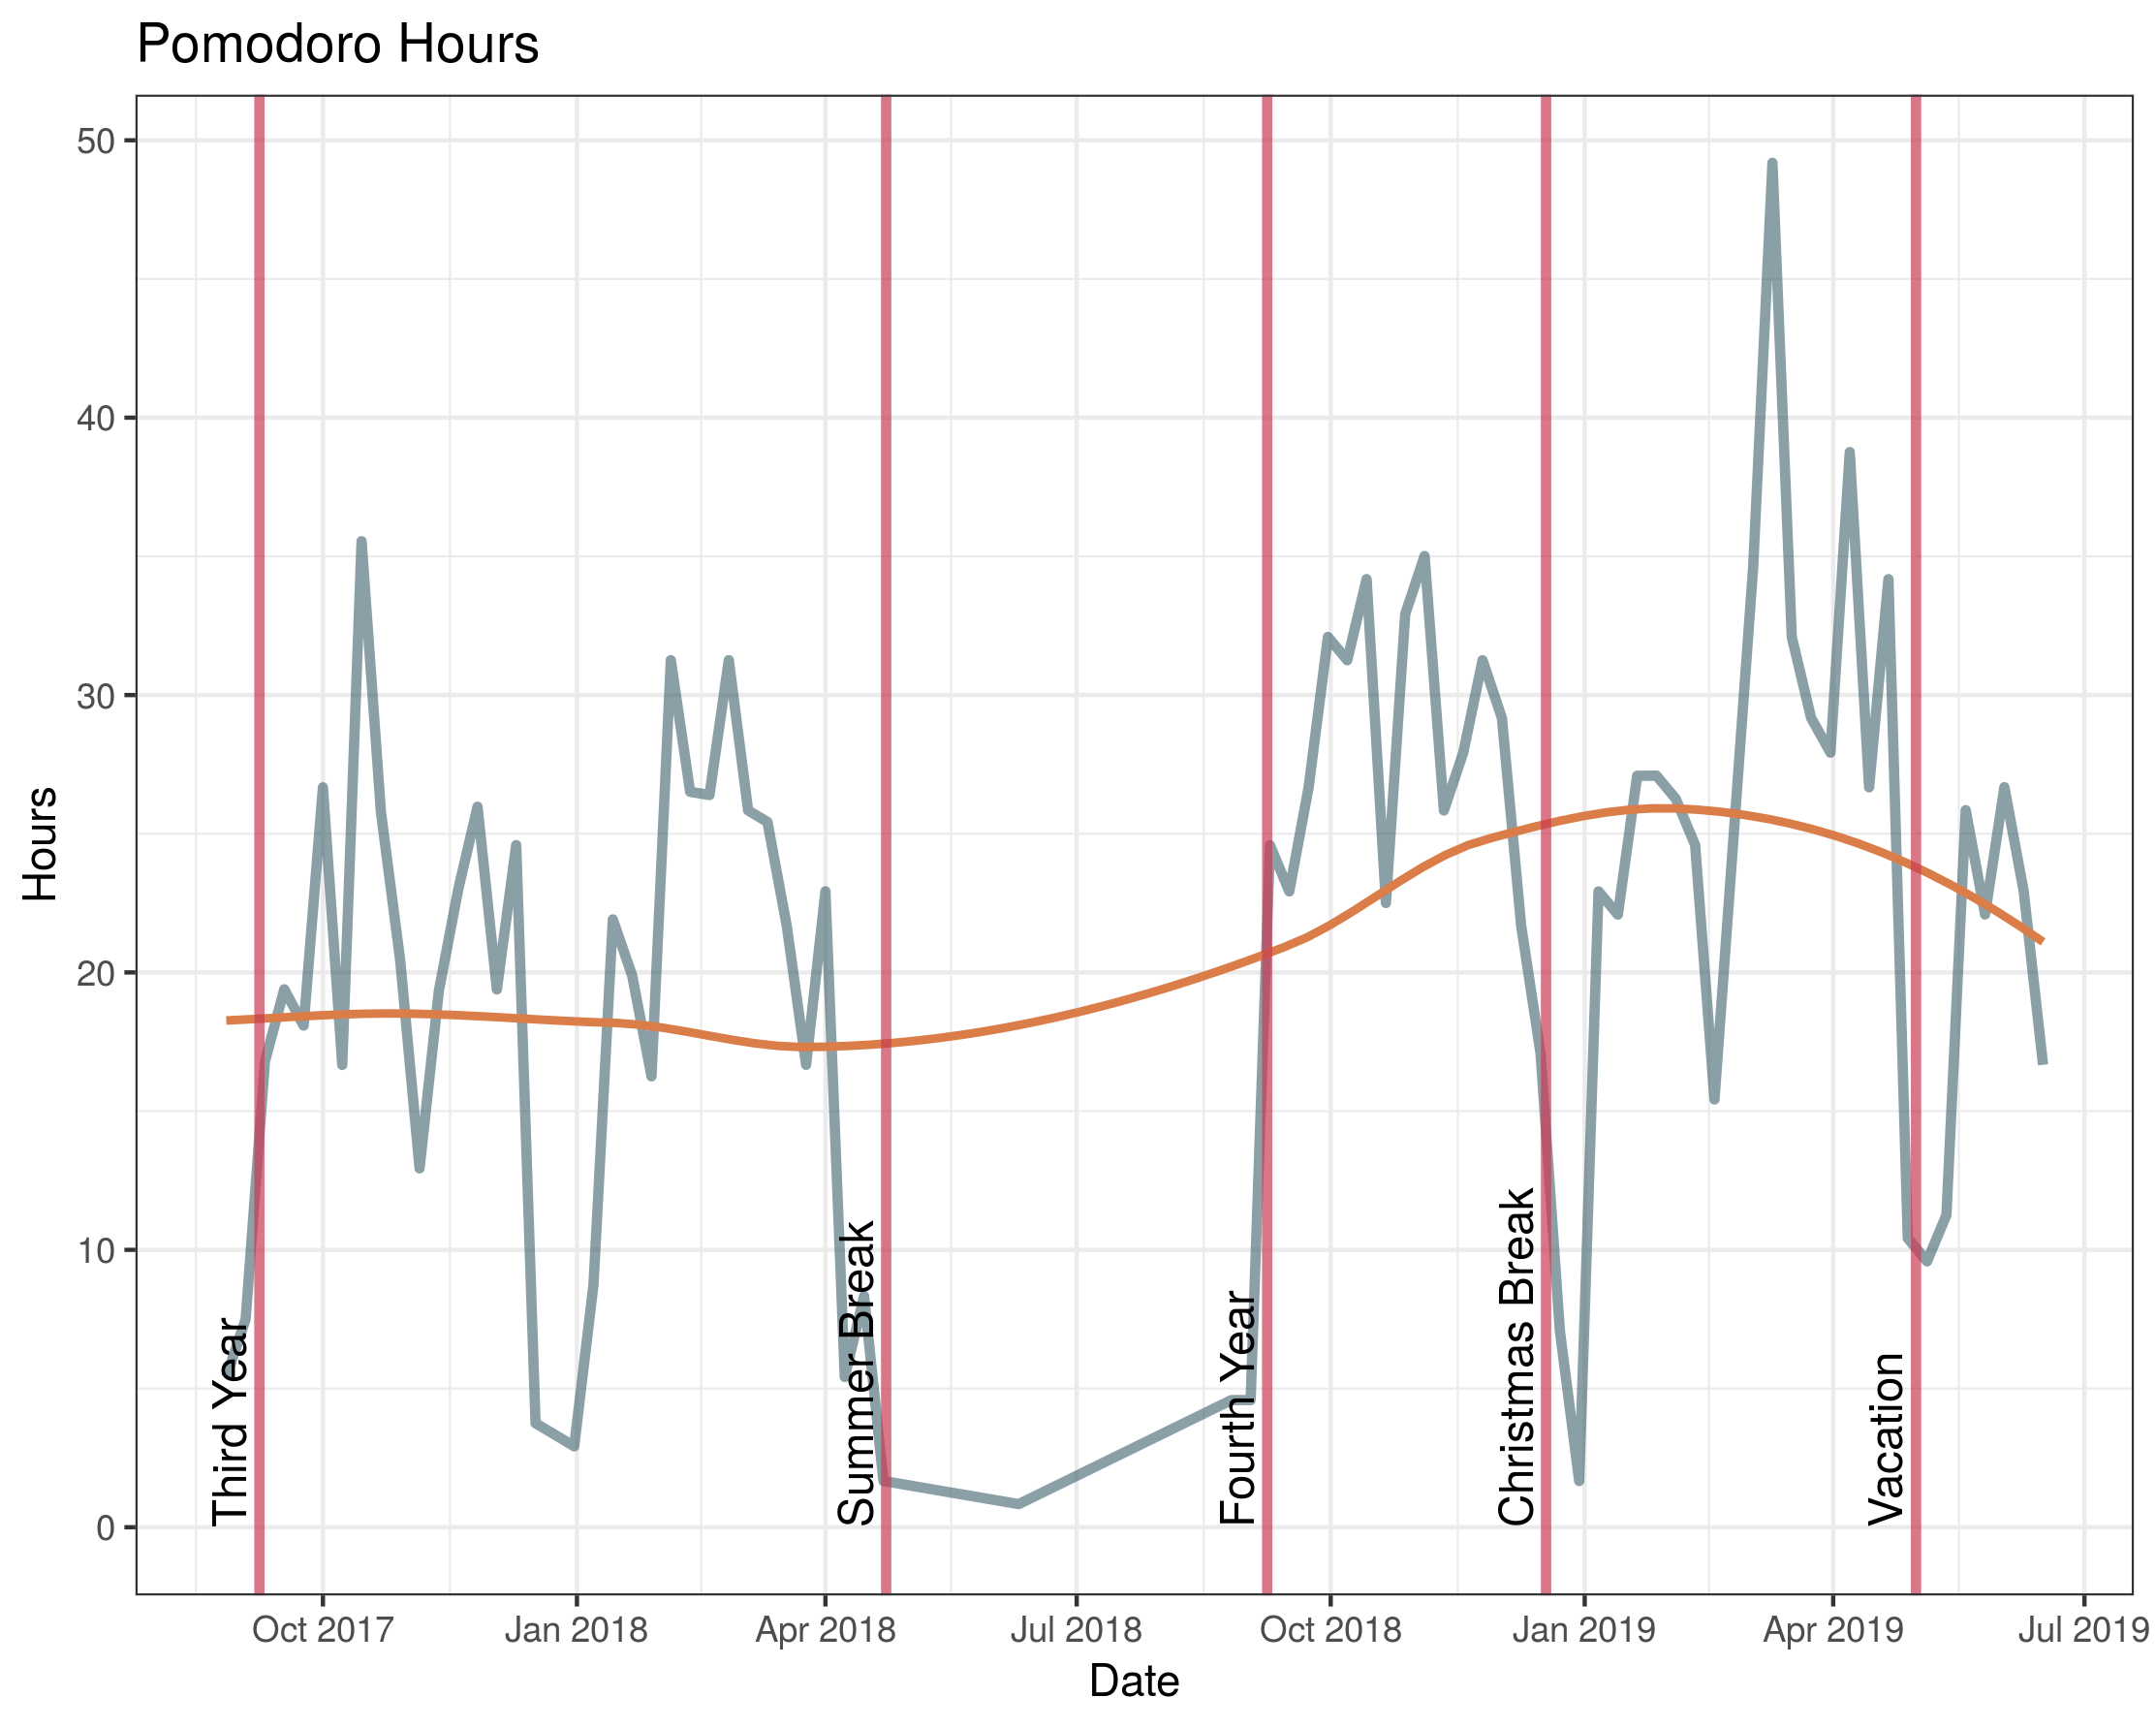 Pomodoro Hours
50
40
30
20
10
0
Hours
Third Year
Summer Break
Fourth Year
Christmas Break
Vacation
Oct 2017
Jan 2018
Apr 2018
Jul 2018
Oct 2018
Jan 2019
Apr 2019
Jul 2019
Date